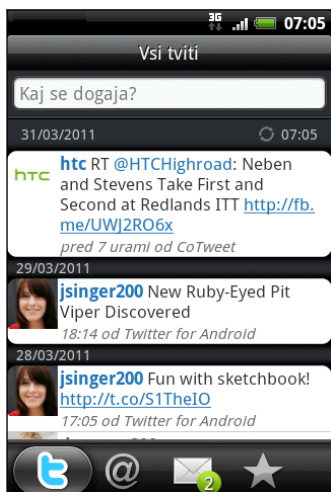 3G 07:05
Vsi tviti
Kaj se dogaja?
31/03/2011 07:05
hTC htc RT @HTCHighroad: Neben
and Stevens Take First and
Second at Redlands ITT http://fb.
me/UWJ2RO6x
pred 7 urami od CoTweet
29/03/2011
jsinger200 New Ruby-Eyed Pit
Viper Discovered
18:14 od Twitter for Android
28/03/2011
jsinger200 Fun with sketchbook!
http://t.co/S1TheIO
17:05 od Twitter for Android
@ 2